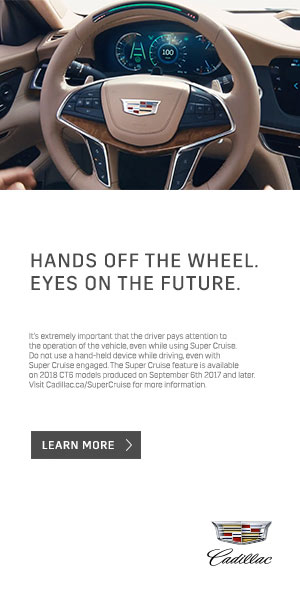 100
HANDS OFF THE WHEEL.
EYES ON THE FUTURE.
It's extremely important that the driver pays attention to
the operation of the vehicle, even while using Super Cruise.
Do not use a hand-held device while driving, even with
Super Cruise engaged. The Super Cruise feature is available
on 2018 CT6 models produced on September 6th 2017 and later.
Visit Cadillac.ca/SuperCruise for more information.
LEARN MORE
Cadillac